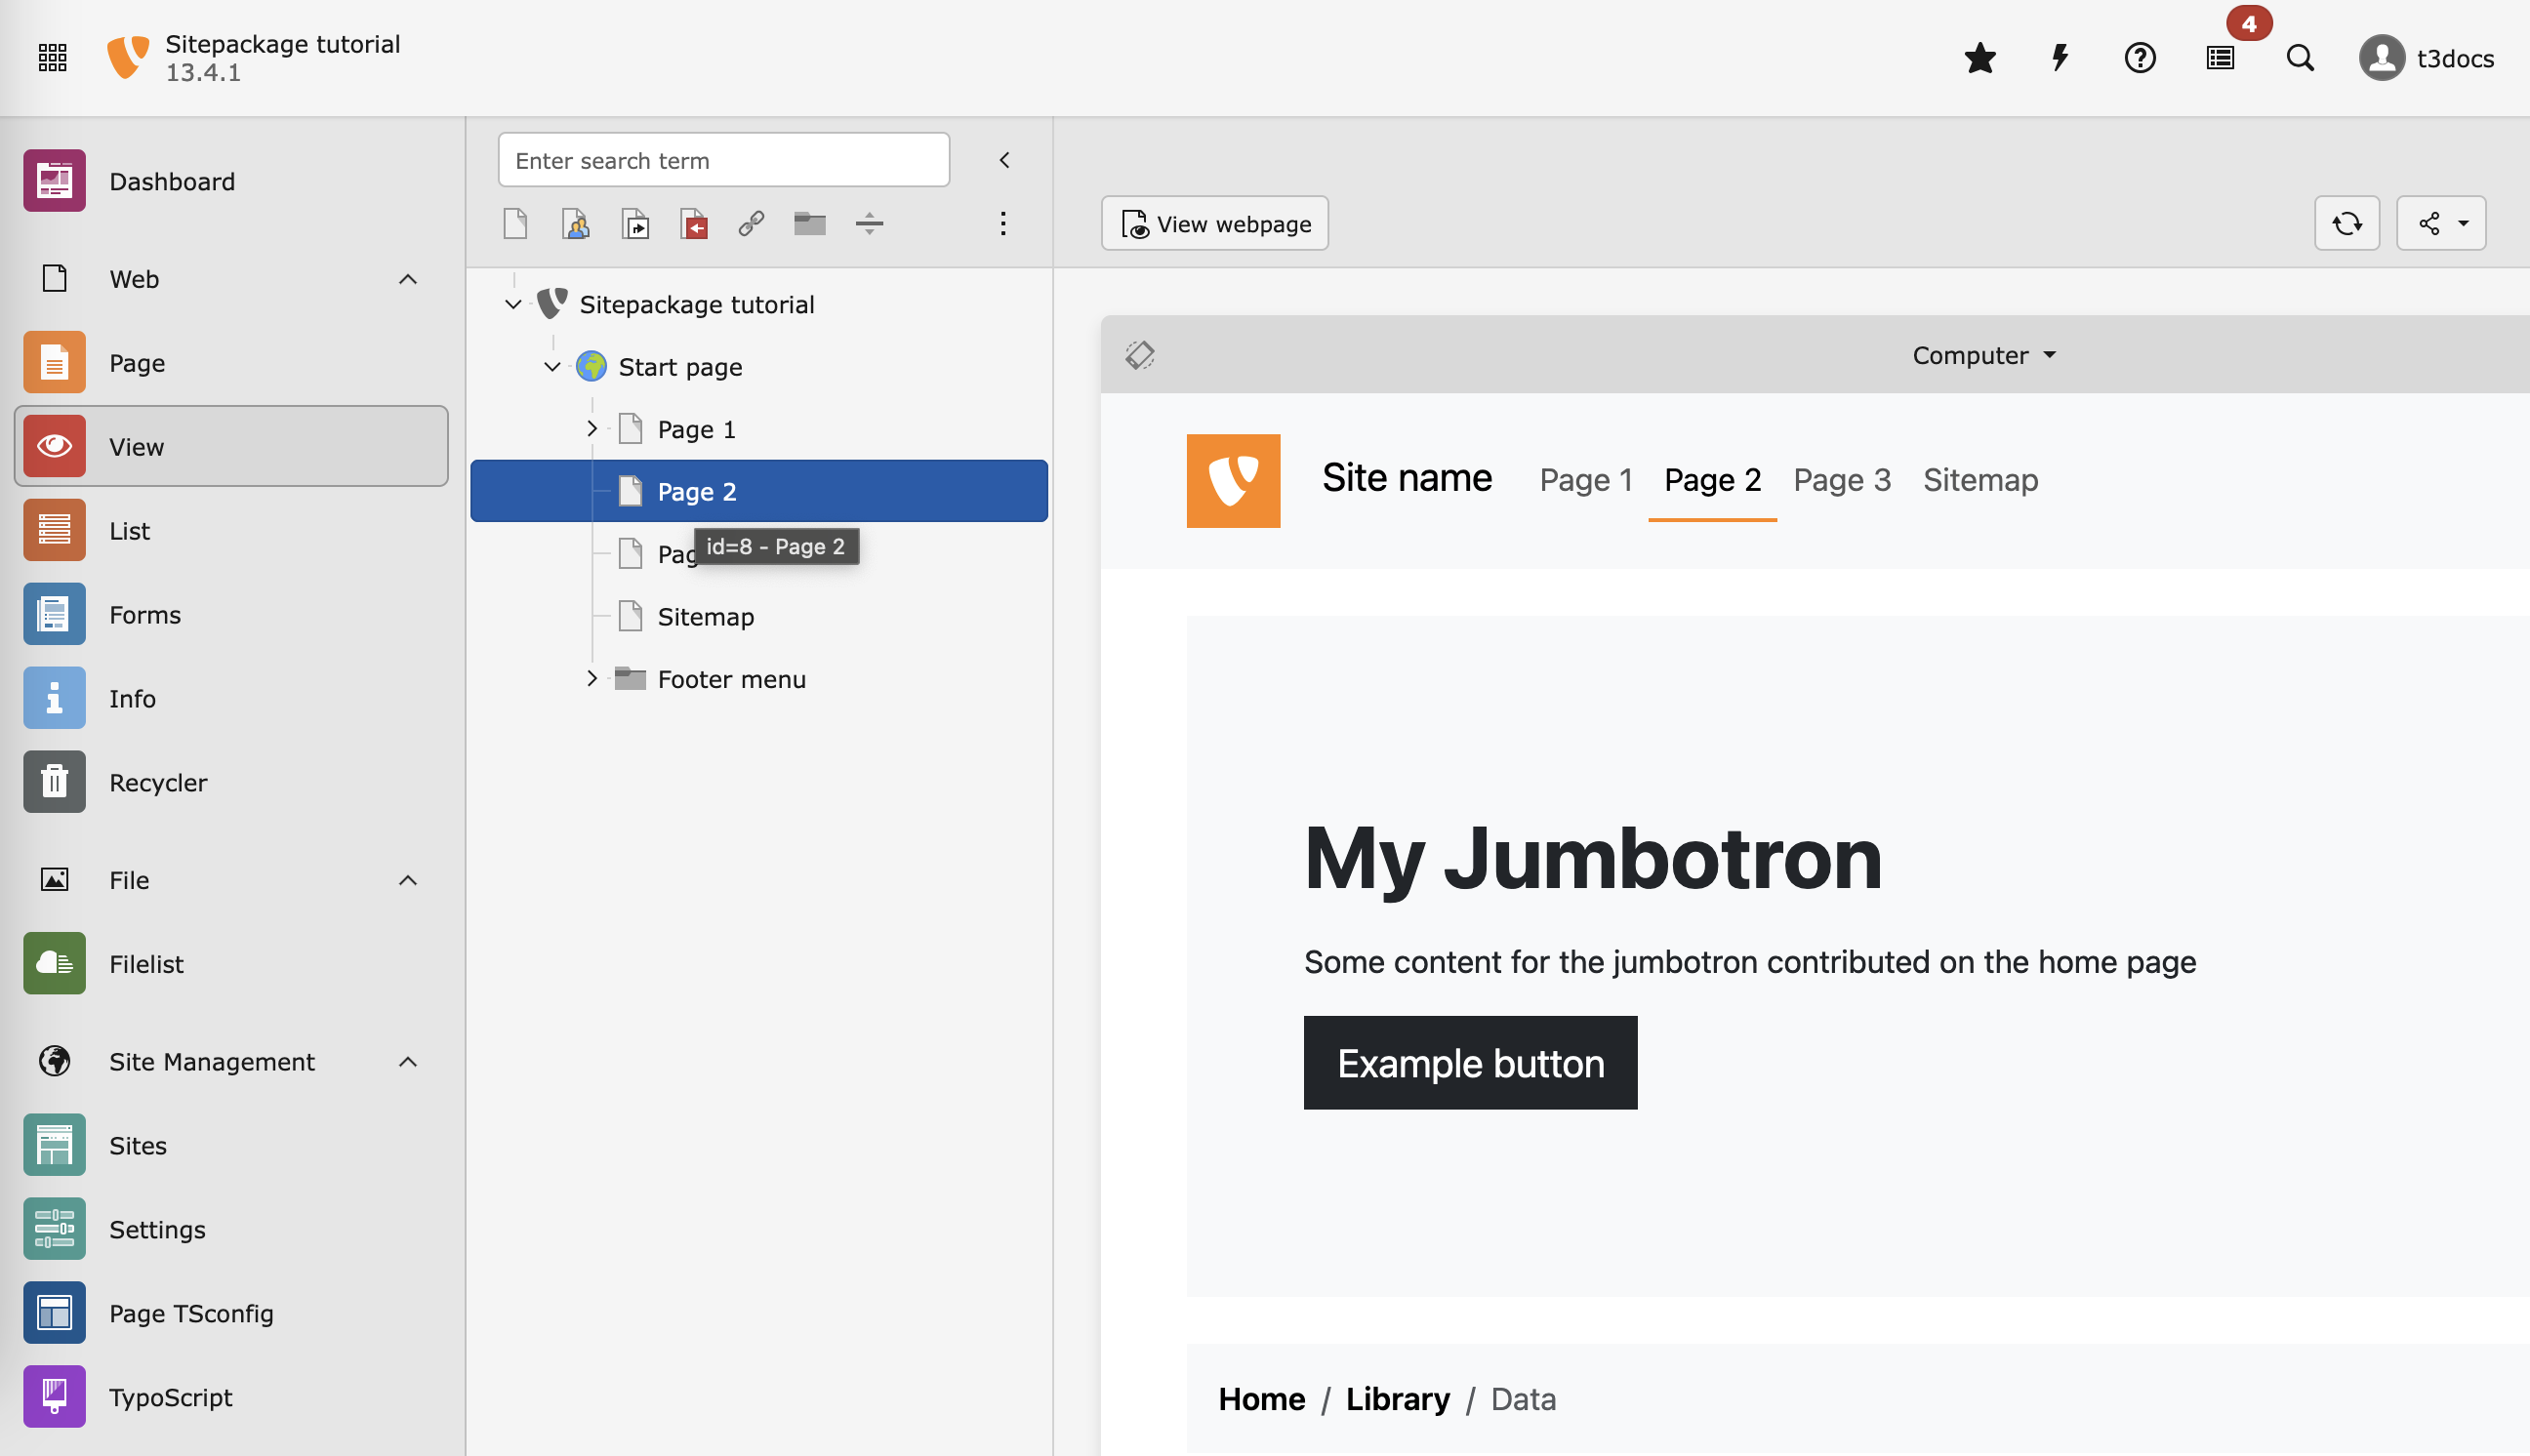 Sitepackage tutorial
13.4.1
4
t3docs
Dashboard
Web
Page
View
List
Forms
Info
Recycler
File
Filelist
Site Management
Sites
Settings
Page TSconfig
TypoScript
Enter search term
Sitepackage tutorial
Start page
Page 1
Page 2
id=8 - Page 2
Sitemap
Footer menu
View webpage
Computer
Site name Page 1 Page 2 Page 3 Sitemap
My Jumbotron
Some content for the jumbotron contributed on the home page
Example button
Home / Library / Data